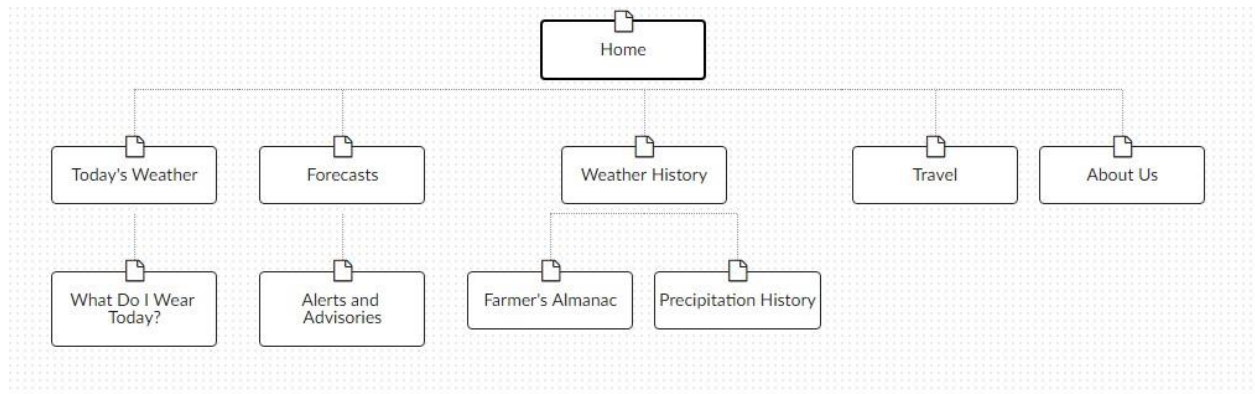 Home
Today's Weather
Forecasts
Weather History
Travel
About Us
What Do I Wear
Today?
Alerts and
Advisories
Farmer's Almanac
Precipitation History